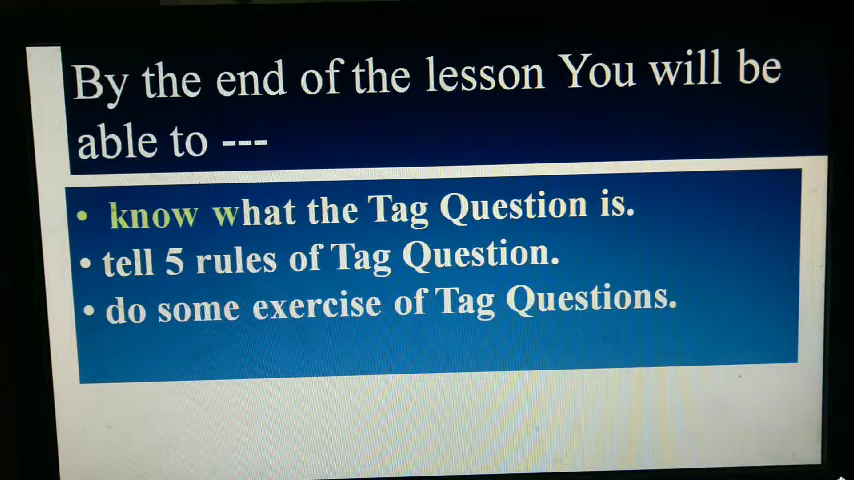 By the end of the lesson You will be
able to ---
• know what the Tag Question is.
• tell 5 rules of Tag Question.
• do some exercise of Tag Questions.